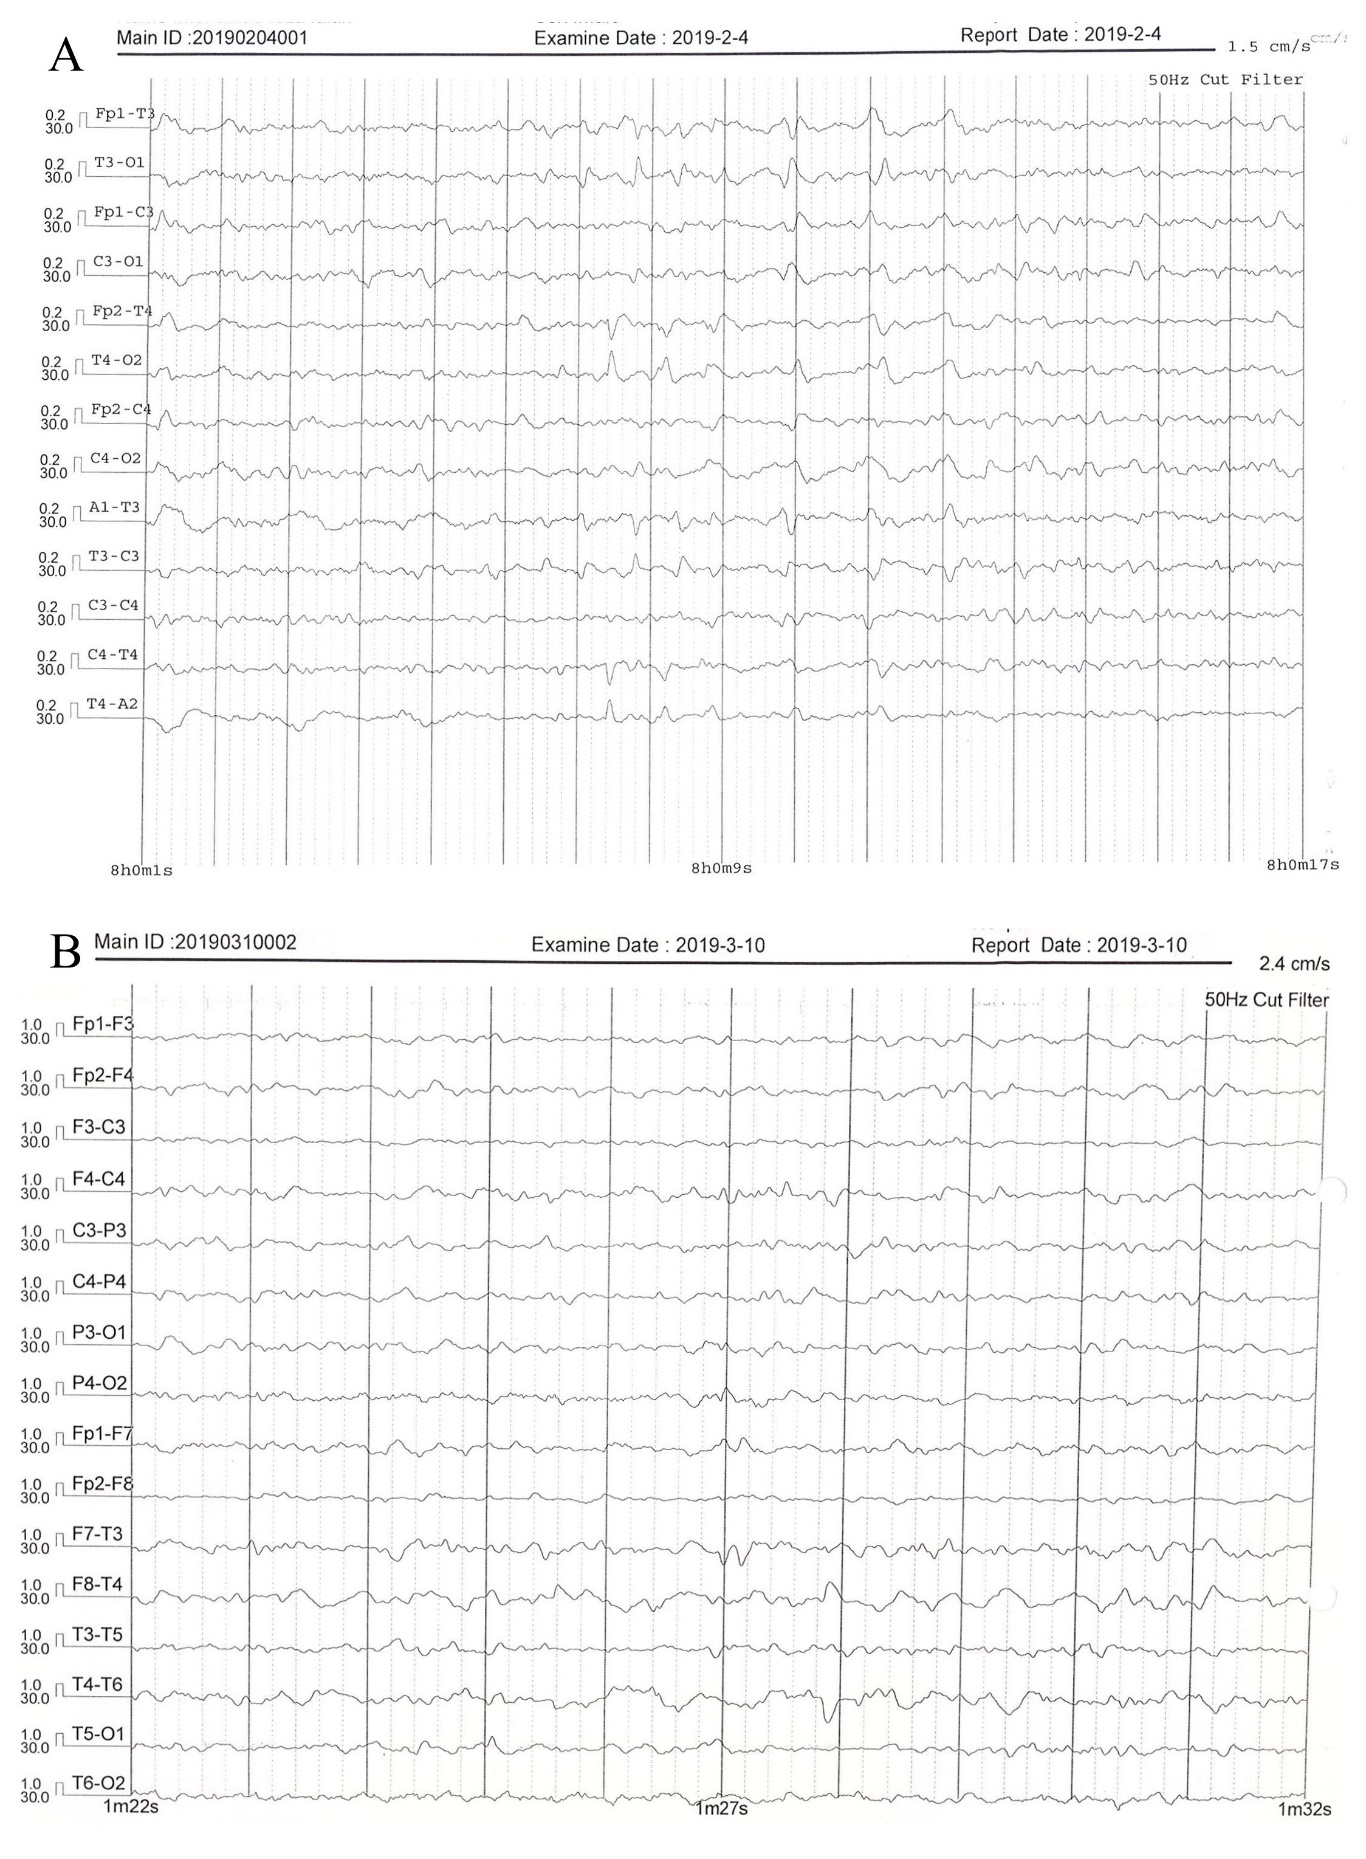 A
Main ID :20190204001 Examine Date : 2019-2-4 Report Date : 2019-2-4
1.5 cm/s
50Hz Cut Filter
0.2 Fp1-T3
30.0
0.2 T3-O1
30.0
0.2 Fp1-C3
30.0
0.2 C3-O1
30.0
0.2 Fp2-T4
30.0
0.2 T4-O2
30.0
0.2 Fp2-C4
30.0
0.2 C4-O2
30.0
0.2 A1-T3
30.0
0.2 T3-C3
30.0
0.2 C3-C4
30.0
0.2 C4-T4
30.0
0.2 T4-A2
30.0
8h0m1s 8h0m9s 8h0m17s
B
Main ID :20190310002 Examine Date : 2019-3-10 Report Date : 2019-3-10
2.4 cm/s
50Hz Cut Filter
1.0 Fp1-F3
30.0
1.0 Fp2-F4
30.0
1.0 F3-C3
30.0
1.0 F4-C4
30.0
1.0 C3-P3
30.0
1.0 C4-P4
30.0
1.0 P3-O1
30.0
1.0 P4-O2
30.0
1.0 Fp1-F7
30.0
1.0 Fp2-F8
30.0
1.0 F7-T3
30.0
1.0 F8-T4
30.0
1.0 T3-T5
30.0
1.0 T4-T6
30.0
1.0 T5-O1
30.0
1.0 T6-O2
30.0
1m22s 1m27s 1m32s